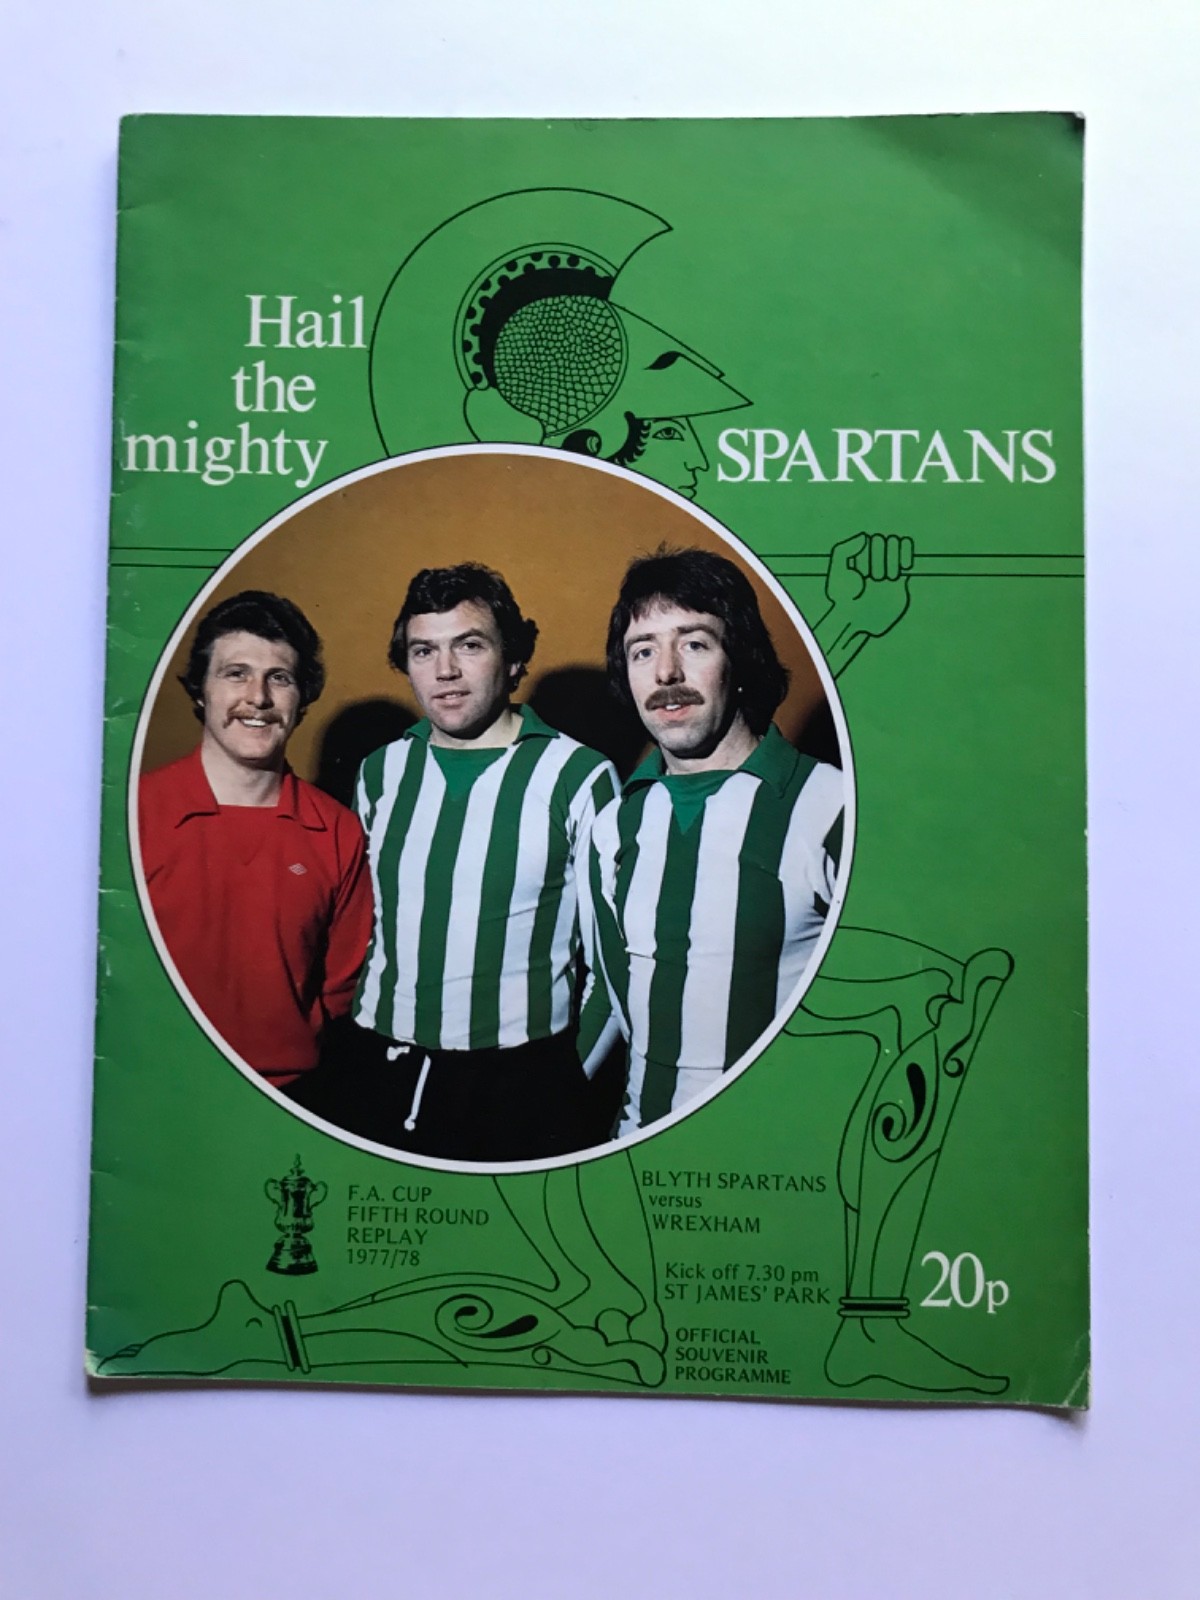 Hail
the
mighty
SPARTANS
F.A. CUP
FIFTH ROUND
REPLAY
1977/78
BLYTH SPARTANS
versus
WREXHAM
Kick off 7.30 pm
ST JAMES' PARK
OFFICIAL
SOUVENIR
PROGRAMME
20p